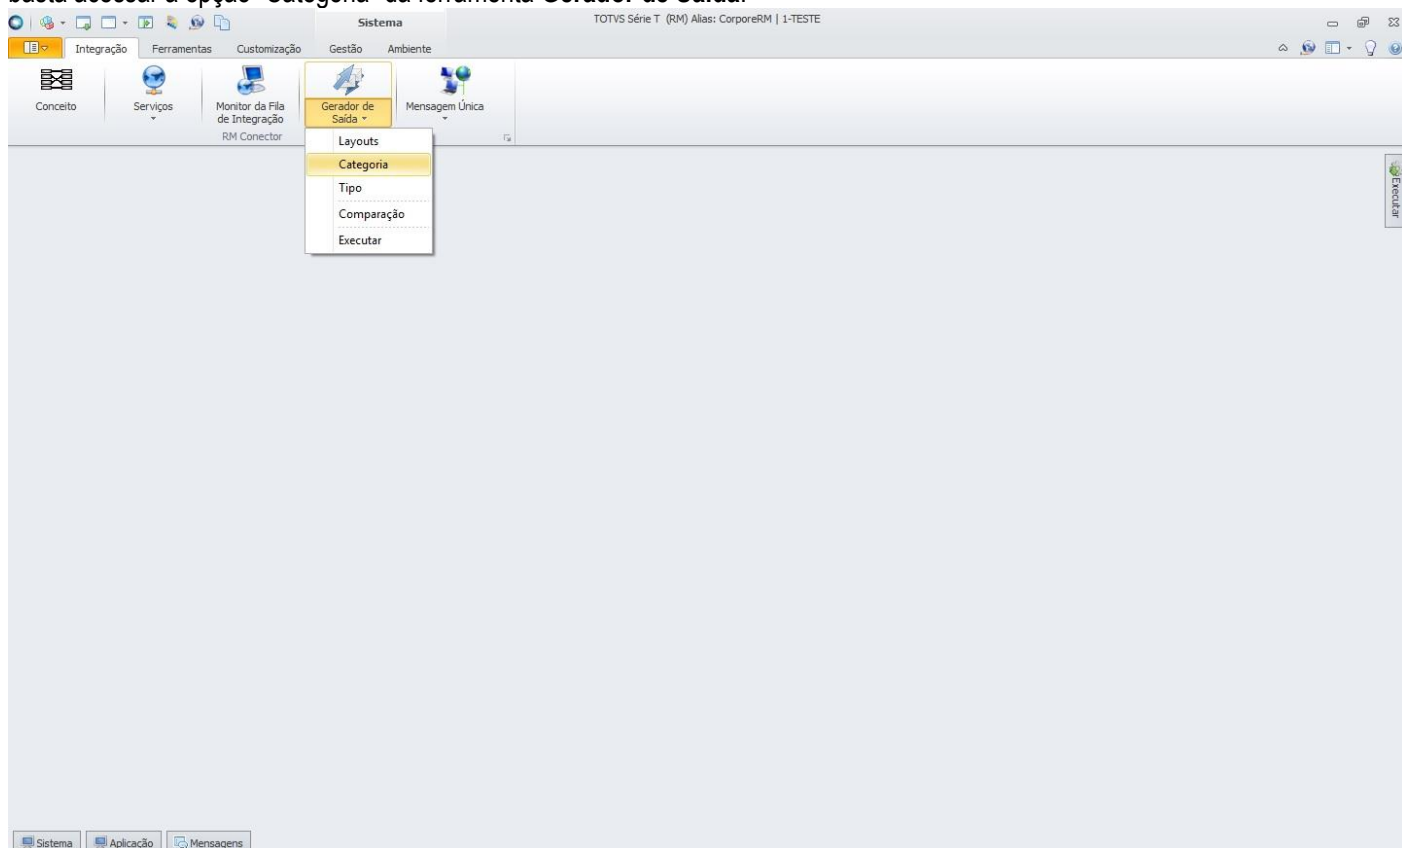 basta acessar a opção "Categoria" da ferramenta Gerador de Saída.
Sistema
TOTVS Série T (RM) Alias: CorporeRM | 1-TESTE
Integração Ferramentas Customização Gestão Ambiente
Conceito
Serviços
Monitor da Fila
de Integração
Gerador de
Saída
Mensagem Única
RM Conector
Layouts
Categoria
Tipo
Comparação
Executar
Executar
Sistema Aplicação Mensagens